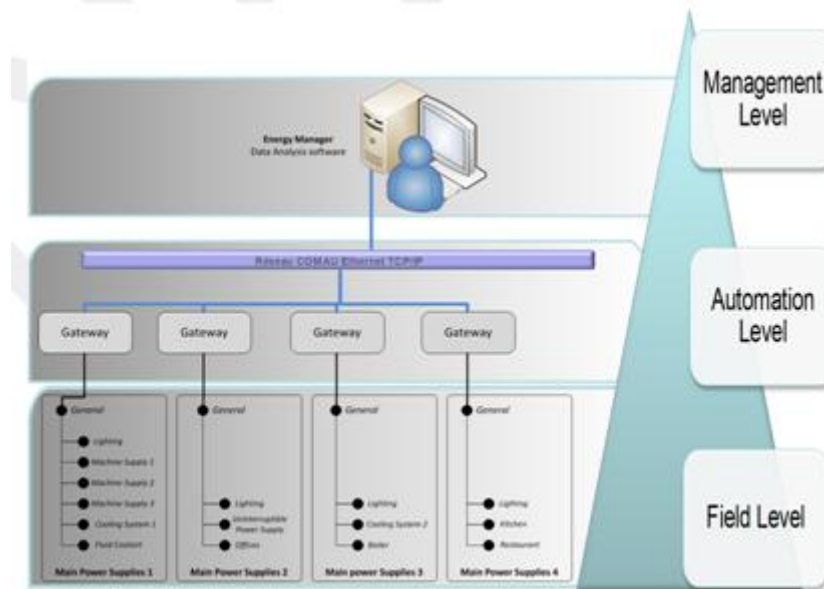 Management
Level
Energy Manager
Data Analysis software
Réseau COMAU Ethernet TCP/IP
Automation
Level
Gateway
Gateway
Gateway
Gateway
Field Level
General
Lighting
Machine Supply 1
Machine Supply 2
Machine Supply 3
Cooling System 1
Fluid Coolant
Main Power Supplies 1
General
Lighting
Uninterruptible
Power Supply
Offices
Main Power Supplies 2
General
Lighting
Cooling System 2
Boiler
Main power Supplies 3
General
Lighting
Kitchen
Restaurant
Main Power Supplies 4